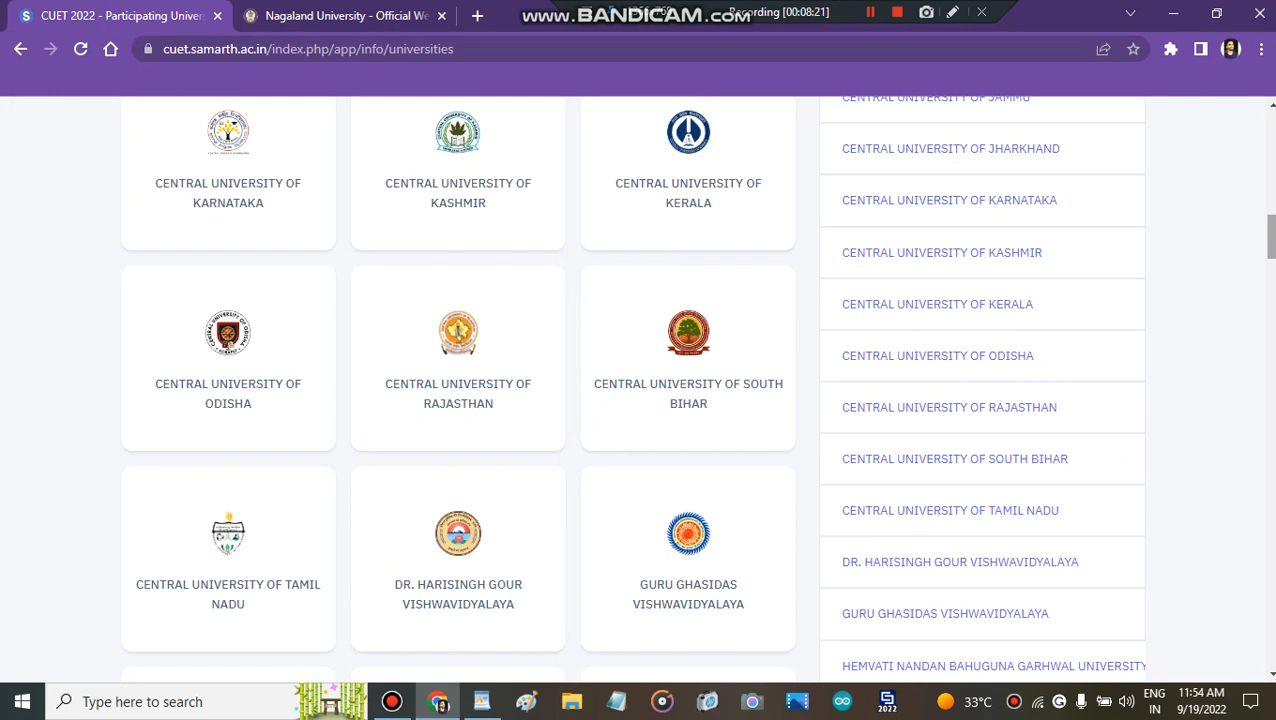 CUET 2022 - Participating Univers
Nagaland University - Official We
www.BANDICAM.com
Recording [00:08:21]
cuet.samarth.ac.in/index.php/app/info/universities
CENTRAL UNIVERSITY OF
KARNATAKA
CENTRAL UNIVERSITY OF
KASHMIR
CENTRAL UNIVERSITY OF
KERALA
CENTRAL UNIVERSITY OF
ODISHA
CENTRAL UNIVERSITY OF
RAJASTHAN
CENTRAL UNIVERSITY OF SOUTH
BIHAR
CENTRAL UNIVERSITY OF TAMIL
NADU
DR. HARISINGH GOUR
VISHWAVIDYALAYA
GURU GHASIDAS
VISHWAVIDYALAYA
CENTRAL UNIVERSITY OF JAMMU
CENTRAL UNIVERSITY OF JHARKHAND
CENTRAL UNIVERSITY OF KARNATAKA
CENTRAL UNIVERSITY OF KASHMIR
CENTRAL UNIVERSITY OF KERALA
CENTRAL UNIVERSITY OF ODISHA
CENTRAL UNIVERSITY OF RAJASTHAN
CENTRAL UNIVERSITY OF SOUTH BIHAR
CENTRAL UNIVERSITY OF TAMIL NADU
DR. HARISINGH GOUR VISHWAVIDYALAYA
GURU GHASIDAS VISHWAVIDYALAYA
HEMVATI NANDAN BAHUGUNA GARHWAL UNIVERSITY
Type here to search
2022
33°C
ENG
IN
11:54 AM
9/19/2022